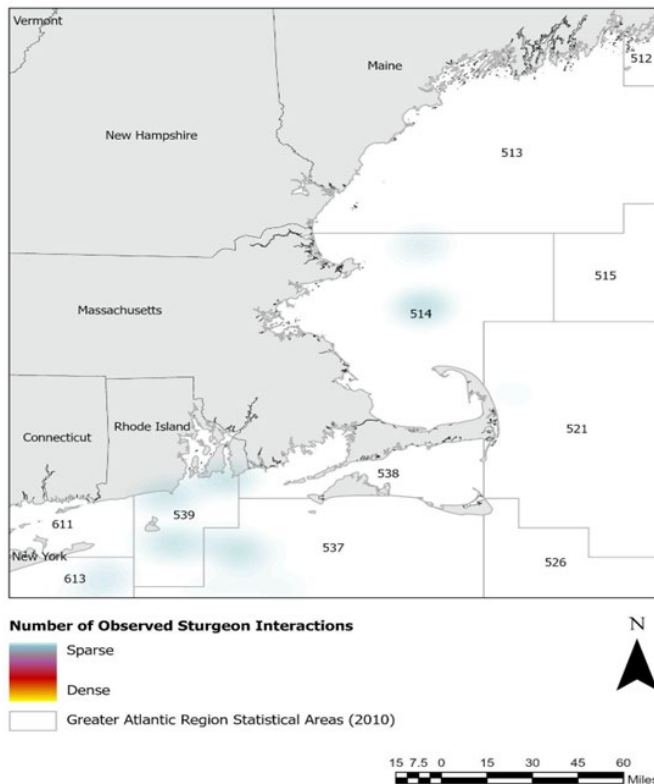 Vermont
512
Maine
New Hampshire
513
515
Massachusetts
514
Connecticut
Rhode Island
521
538
611
539
537
New York
526
613
Number of Observed Sturgeon Interactions
Sparse
Dense
Greater Atlantic Region Statistical Areas (2010)
N
15 7.5 0 15 30 45 60
Miles